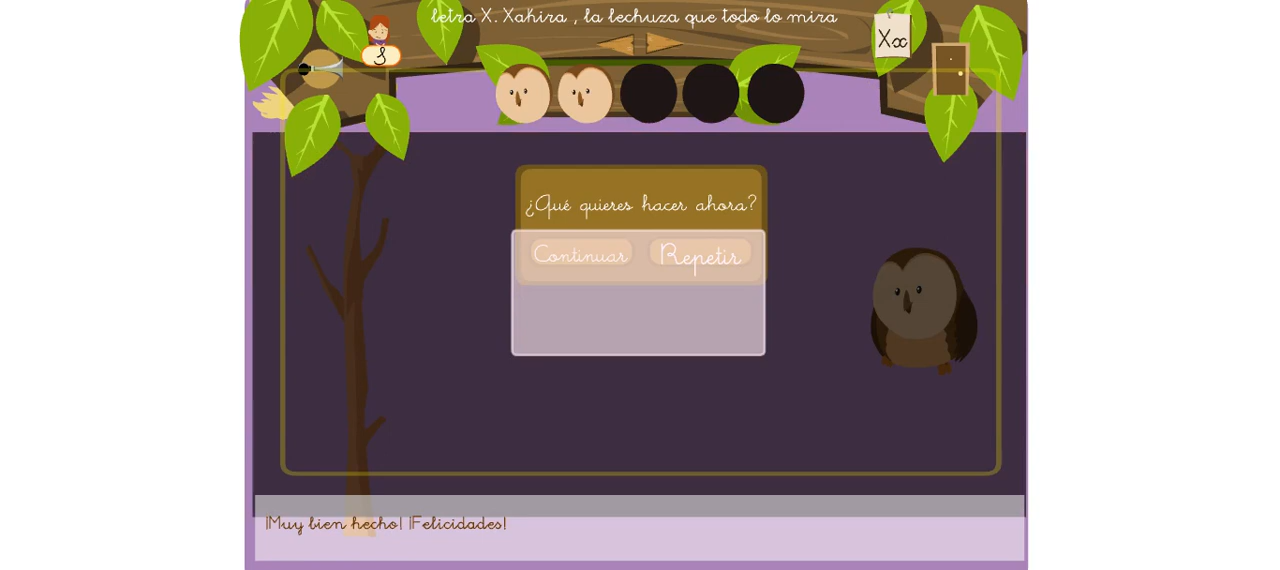 letra X. Xahira , la lechuza que todo lo mira
Xx
¿Qué quieres hacer ahora?
Continuar Repetir
¡Muy bien hecho! ¡Felicidades!